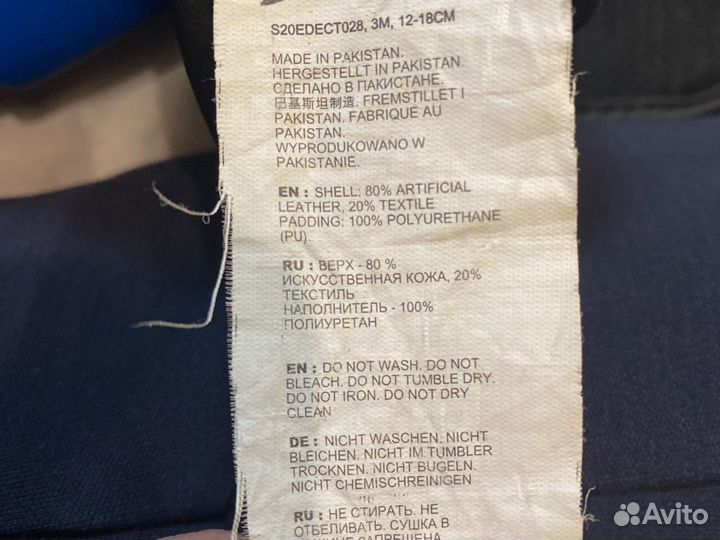 S20EDECT028, 3M, 12-18CM
MADE IN PAKISTAN.
HERGESTELLT IN PAKISTAN.
СДЕЛАНО В ПАКИСТАНЕ.
巴基斯坦制造. FREMSTILLET I
PAKISTAN. FABRIQUE AU
PAKISTAN.
WYPRODUKOWANO W
PAKISTANIE.
EN : SHELL: 80% ARTIFICIAL
LEATHER, 20% TEXTILE
PADDING: 100% POLYURETHANE
(PU).
RU : ВЕРХ - 80 %
ИСКУССТВЕННАЯ КОЖА, 20%
ТЕКСТИЛЬ
НАПОЛНИТЕЛЬ - 100%
ПОЛИУРЕТАН
EN : DO NOT WASH. DO NOT
BLEACH. DO NOT TUMBLE DRY.
DO NOT IRON. DO NOT DRY
CLEAN
DE : NICHT WASCHEN. NICHT
BLEICHEN. NICHT IM TUMBLER
TROCKNEN. NICHT BUGELN.
NICHT CHEMISCHREINIGEN
RU : НЕ СТИРАТЬ. НЕ
ОТБЕЛИВАТЬ. СУШКА В
ЗАПРЕЩЕНА
Avito